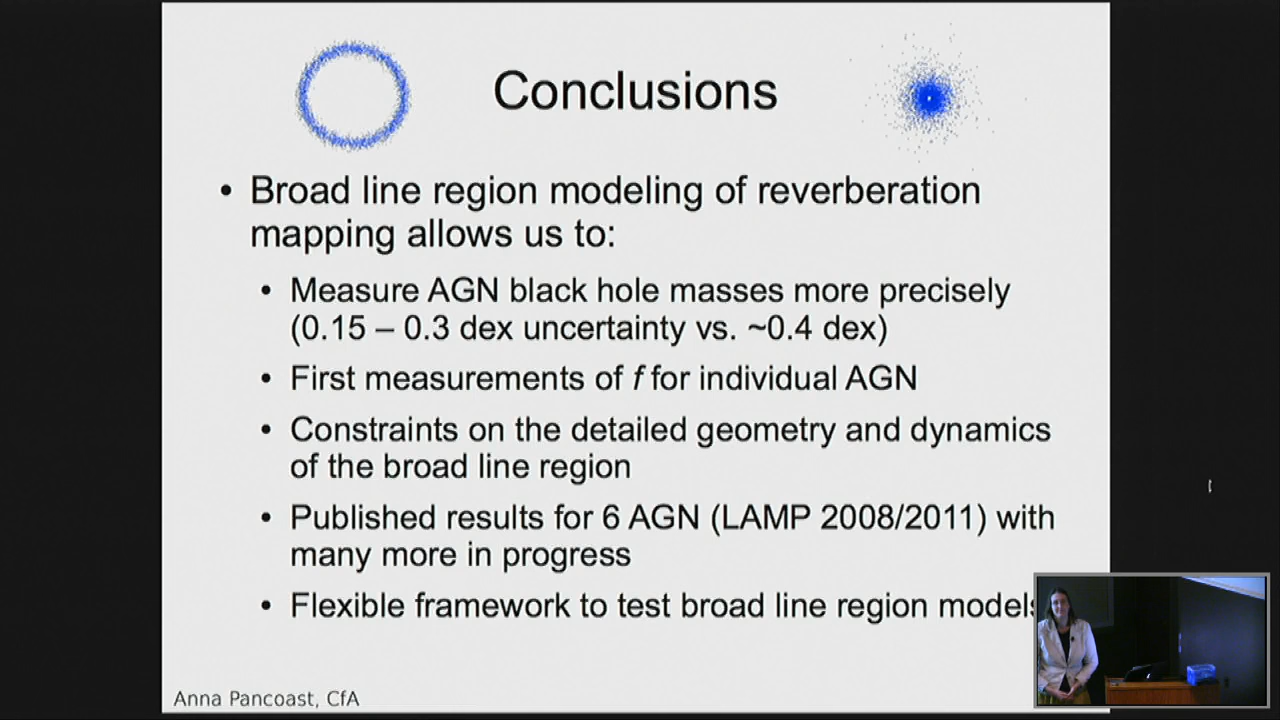 Conclusions
• Broad line region modeling of reverberation
mapping allows us to:
• Measure AGN black hole masses more precisely
(0.15 – 0.3 dex uncertainty vs. ~0.4 dex)
• First measurements of f for individual AGN
• Constraints on the detailed geometry and dynamics
of the broad line region
• Published results for 6 AGN (LAMP 2008/2011) with
many more in progress
• Flexible framework to test broad line region models
Anna Pancoast, CfA